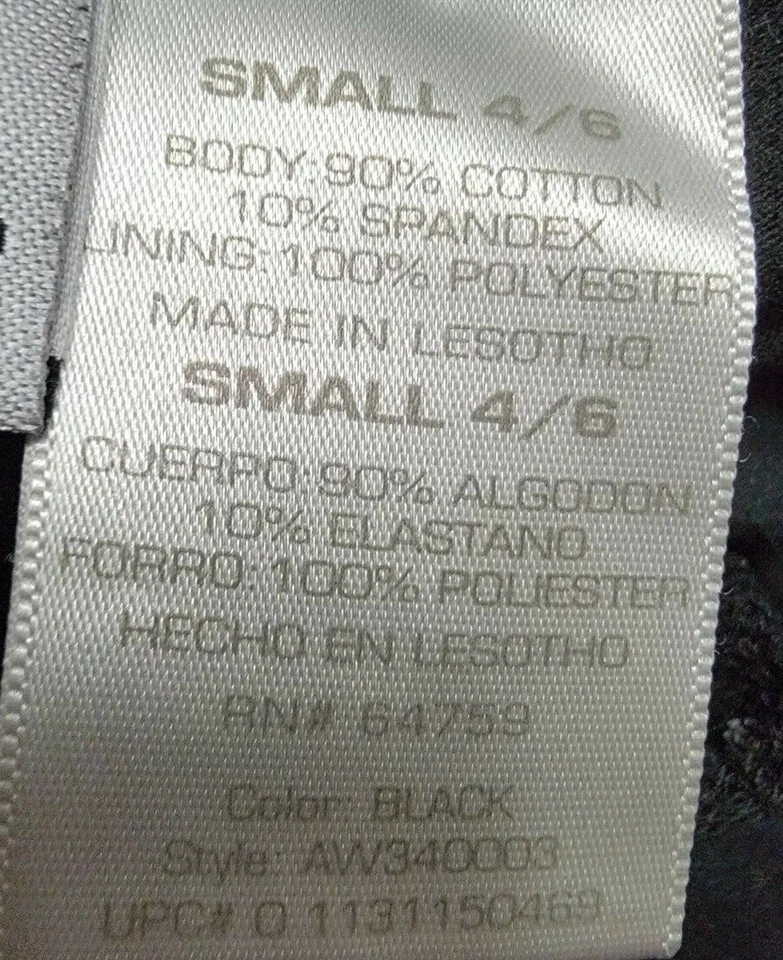 SMALL 4/6
BODY:90% COTTON
10% SPANDEX
LINING:100% POLYESTER
MADE IN LESOTHO
SMALL 4/6
CUERPO:90% ALGODON
10% ELASTANO
FORRO:100% POLIESTER
HECHO EN LESOTHO
RN# 64759
Color: BLACK
Style: AW340003
UPC# 0 1131150469